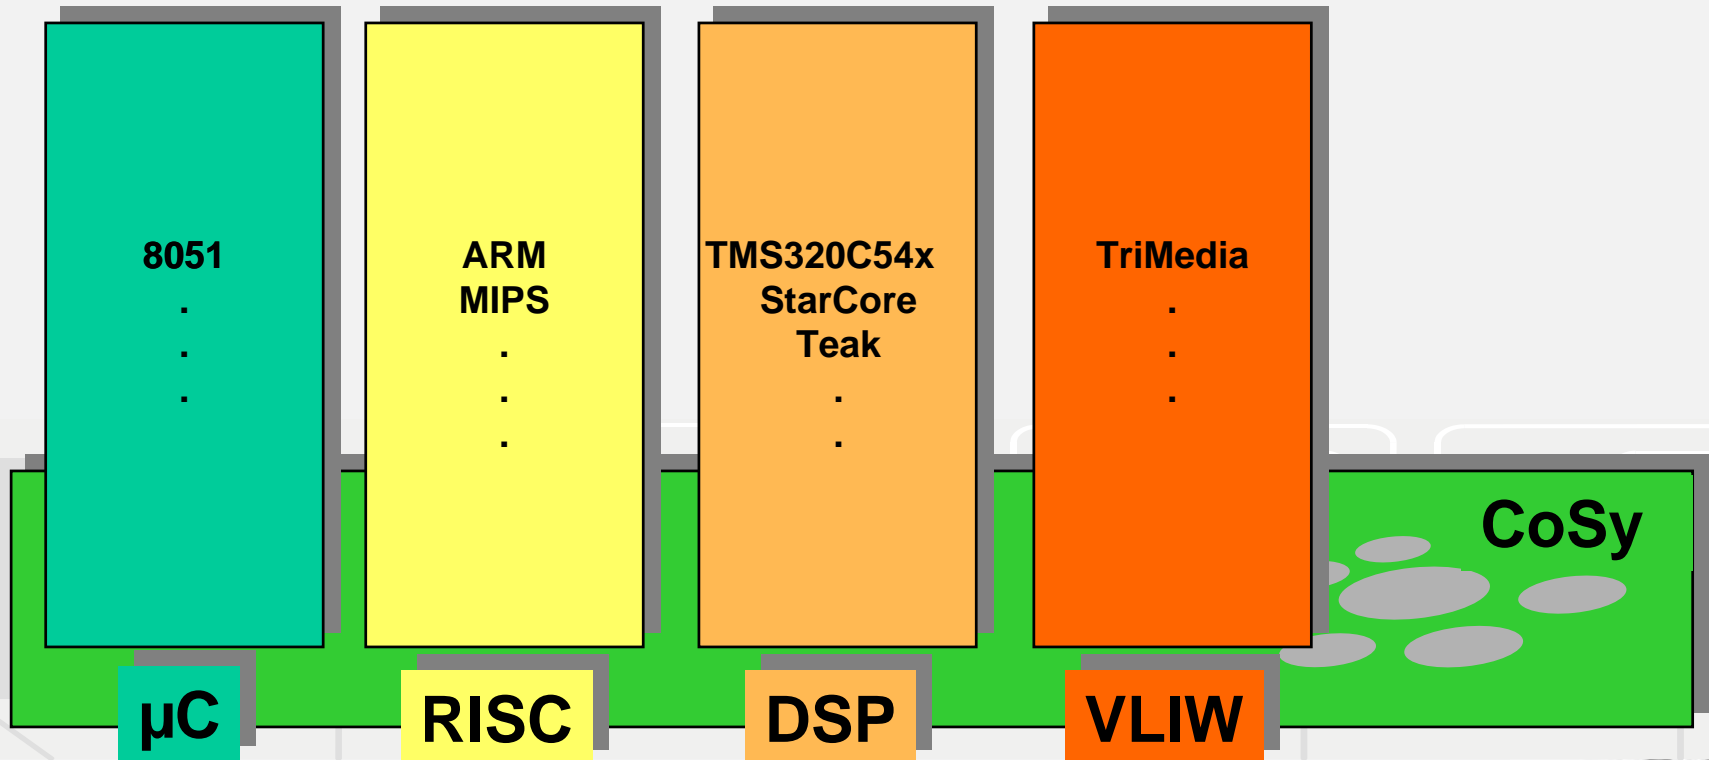 8051
.
.
.
ARM
MIPS
.
.
.
TMS320C54x
StarCore
Teak
.
.
TriMedia
.
.
.
CoSy
µC
RISC
DSP
VLIW